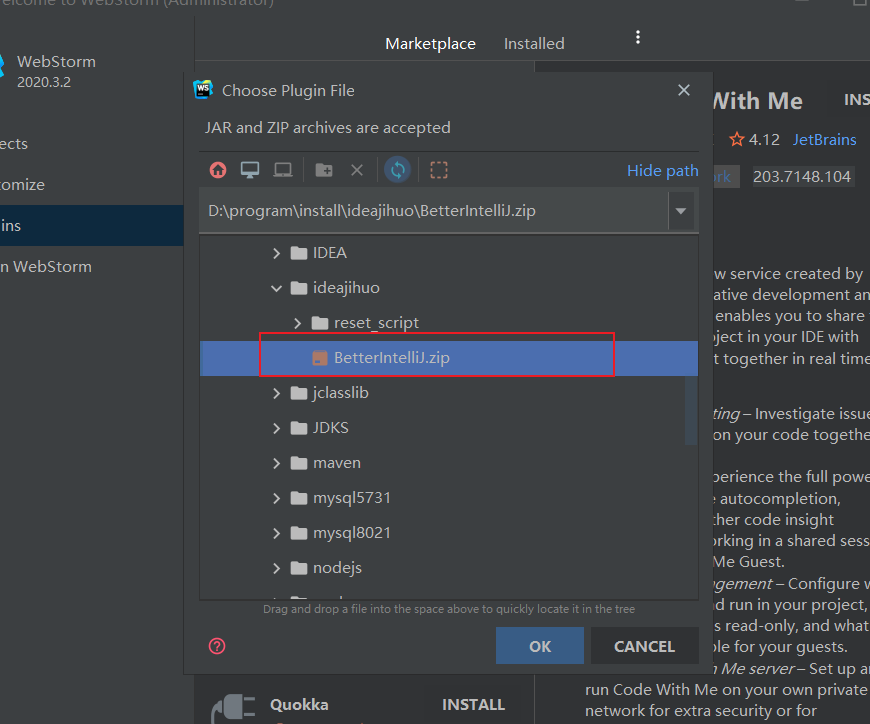 elcome to WebStorm (Administrator)
WebStorm
2020.3.2
ects
tomize
ins
n WebStorm
Marketplace Installed
WS
Choose Plugin File
JAR and ZIP archives are accepted
Hide path
D:\program\install\ideajihuo\BetterIntelliJ.zip
IDEA
ideajihuo
reset_script
BetterIntelliJ.zip
jclasslib
JDKS
maven
mysql5731
mysql8021
nodejs
Drag and drop a file into the space above to quickly locate it in the tree
?
OK CANCEL
Quokka INSTALL
With Me INS
4.12 JetBrains
rk 203.7148.104
w service created by
ative development an
enables you to share
ject in your IDE with
t together in real time
ting – Investigate issue
on your code togethe
perience the full powe
e autocompletion,
ther code insight
orking in a shared sess
Me Guest.
agement – Configure w
nd run in your project,
s read-only, and what
ble for your guests.
h Me server – Set up a
run Code With Me on your own private
network for extra security or for